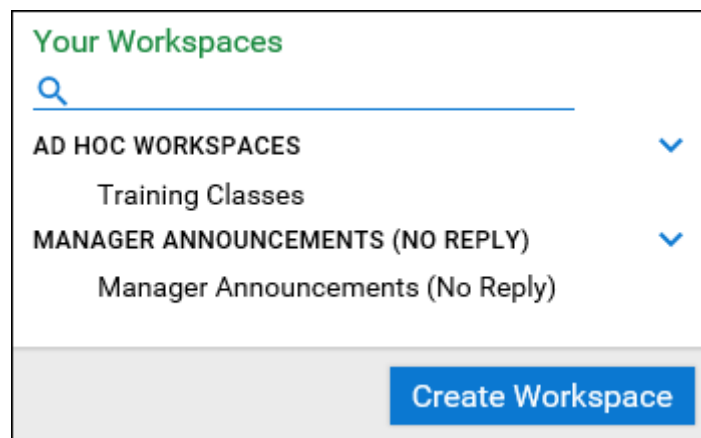 Your Workspaces
AD HOC WORKSPACES
Training Classes
MANAGER ANNOUNCEMENTS (NO REPLY)
Manager Announcements (No Reply)
Create Workspace